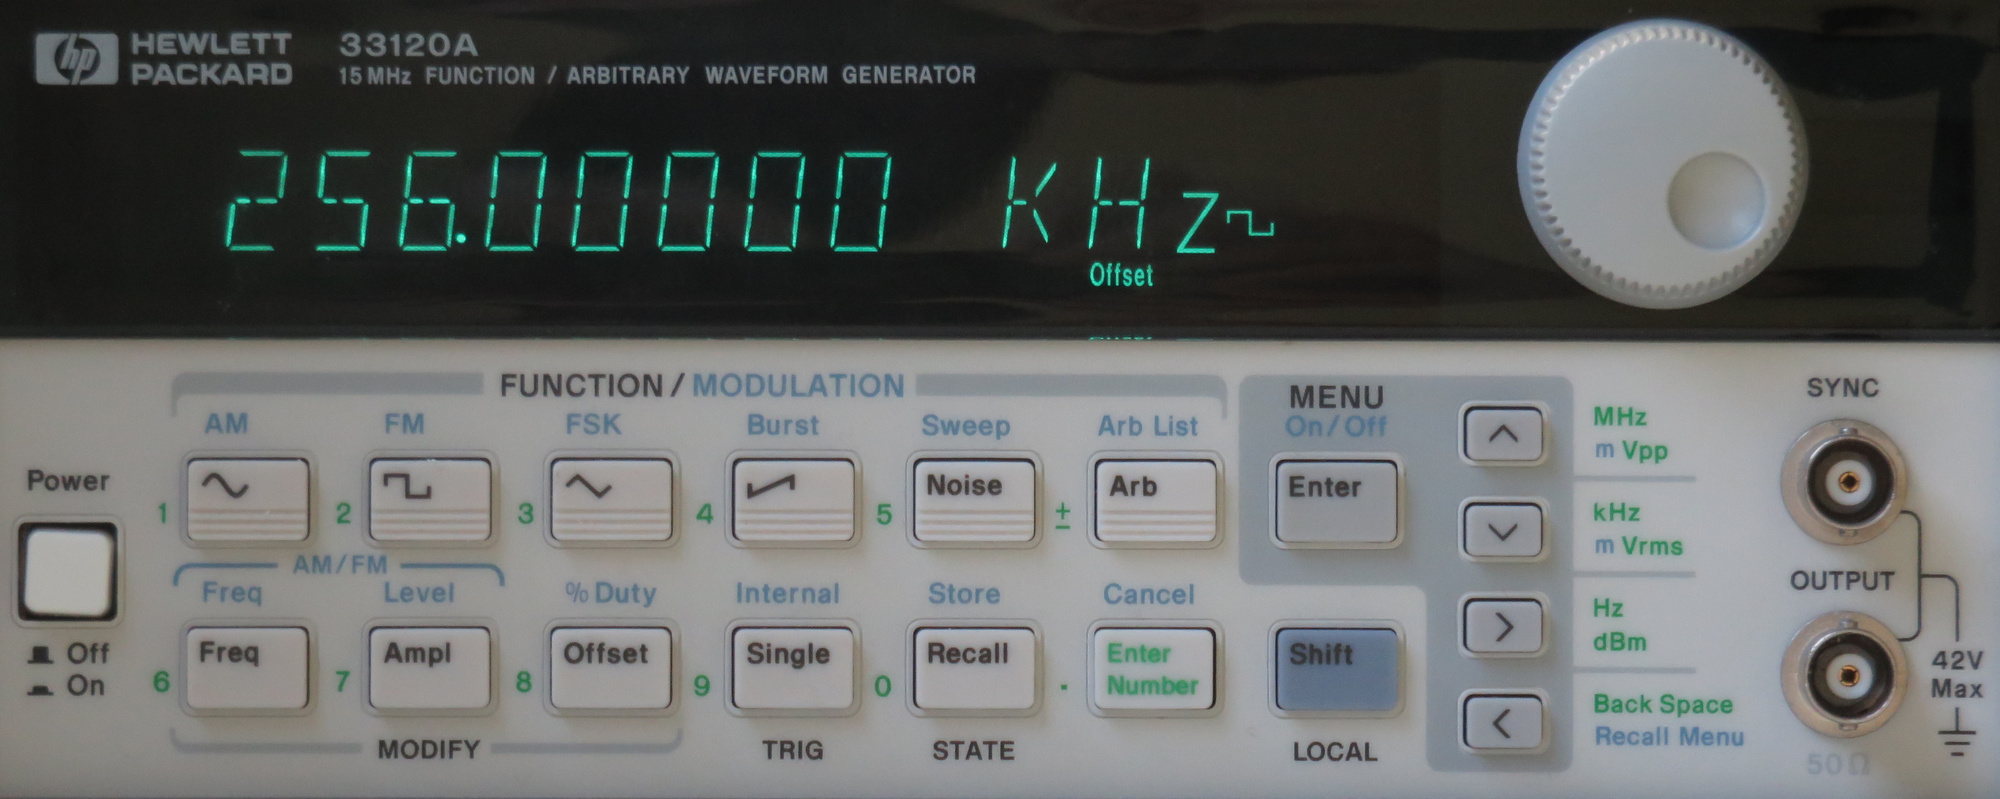 hp HEWLETT PACKARD
33120A
15 MHz FUNCTION / ARBITRARY WAVEFORM GENERATOR
256.00000 KHz
Offset
FUNCTION / MODULATION
AM FM FSK Burst Sweep Arb List
MENU
On/Off
SYNC
MHz
m Vpp
Power
1 2 3 4 5 Noise ± Arb
Enter
kHz
m Vrms
AM/FM
Freq Level % Duty Internal Store Cancel
OUTPUT
Hz
dBm
Off
On
6 Freq 7 Ampl 8 Offset 9 Single 0 Recall . Enter Number
Shift
42V
Max
Back Space
Recall Menu
MODIFY TRIG STATE LOCAL
50Ω